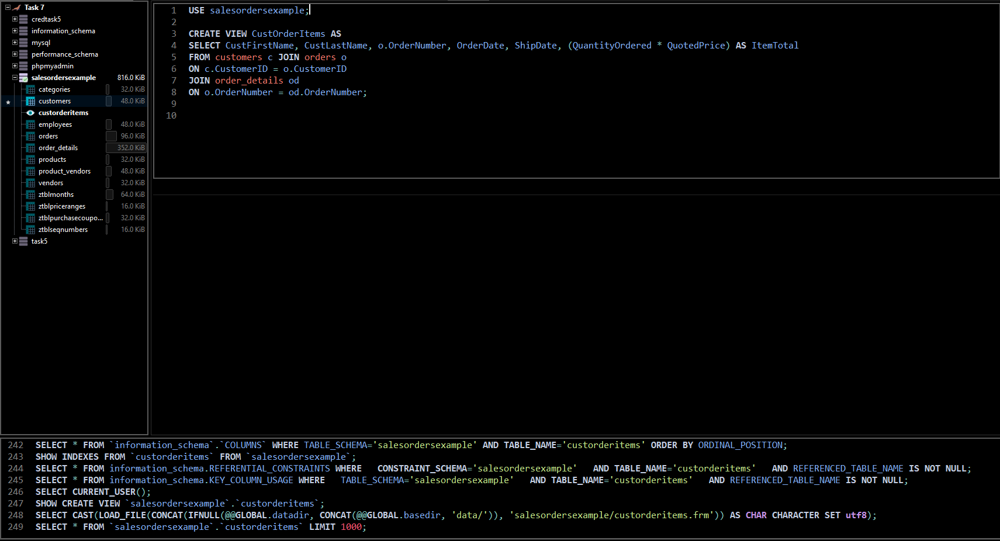 Task 7
credtask5
information_schema
mysql
performance_schema
phpmyadmin
salesordersexample 816.0 KiB
categories 32.0 KiB
customers 48.0 KiB
custorderitems
employees 48.0 KiB
orders 96.0 KiB
order_details 352.0 KiB
products 32.0 KiB
product_vendors 48.0 KiB
vendors 32.0 KiB
ztblmonths 64.0 KiB
ztblpriceranges 16.0 KiB
ztblpurchasecoupo... 32.0 KiB
ztblseqnumbers 16.0 KiB
task5
1 USE salesordersexample;
2
3 CREATE VIEW CustOrderItems AS
4 SELECT CustFirstName, CustLastName, o.OrderNumber, OrderDate, ShipDate, (QuantityOrdered * QuotedPrice) AS ItemTotal
5 FROM customers c JOIN orders o
6 ON c.CustomerID = o.CustomerID
7 JOIN order_details od
8 ON o.OrderNumber = od.OrderNumber;
9
10
242 SELECT * FROM `information_schema`.`COLUMNS` WHERE TABLE_SCHEMA='salesordersexample' AND TABLE_NAME='custorderitems' ORDER BY ORDINAL_POSITION;
243 SHOW INDEXES FROM `custorderitems` FROM `salesordersexample`;
244 SELECT * FROM information_schema.REFERENTIAL_CONSTRAINTS WHERE   CONSTRAINT_SCHEMA='salesordersexample'   AND TABLE_NAME='custorderitems'   AND REFERENCED_TABLE_NAME IS NOT NULL;
245 SELECT * FROM information_schema.KEY_COLUMN_USAGE WHERE   TABLE_SCHEMA='salesordersexample'   AND TABLE_NAME='custorderitems'   AND REFERENCED_TABLE_NAME IS NOT NULL;
246 SELECT CURRENT_USER();
247 SHOW CREATE VIEW `salesordersexample`.`custorderitems`;
248 SELECT CAST(LOAD_FILE(CONCAT(IFNULL(@@GLOBAL.datadir, CONCAT(@@GLOBAL.basedir, 'data/')), 'salesordersexample/custorderitems.frm')) AS CHAR CHARACTER SET utf8);
249 SELECT * FROM `salesordersexample`.`custorderitems` LIMIT 1000;